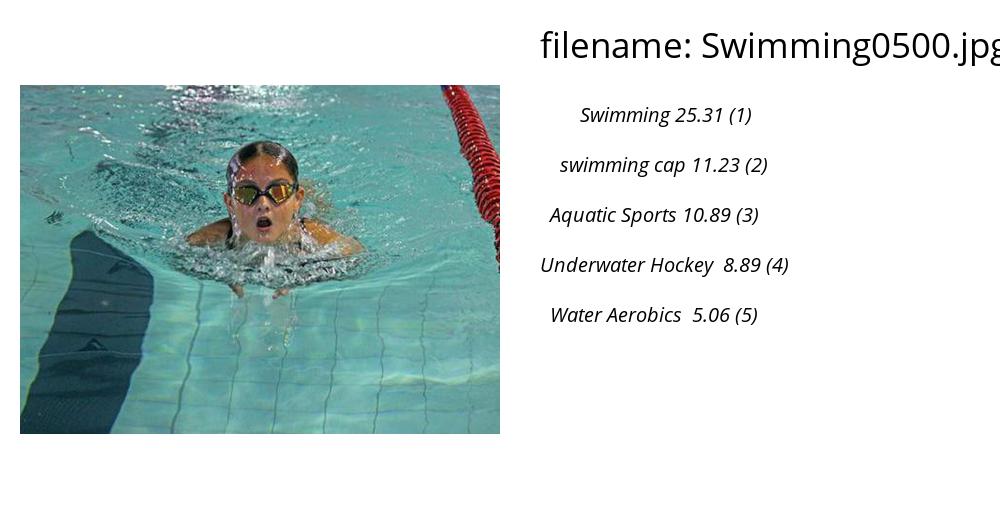 filename: Swimming0500.jpg
Swimming 25.31 (1)
swimming cap 11.23 (2)
Aquatic Sports 10.89 (3)
Underwater Hockey 8.89 (4)
Water Aerobics 5.06 (5)